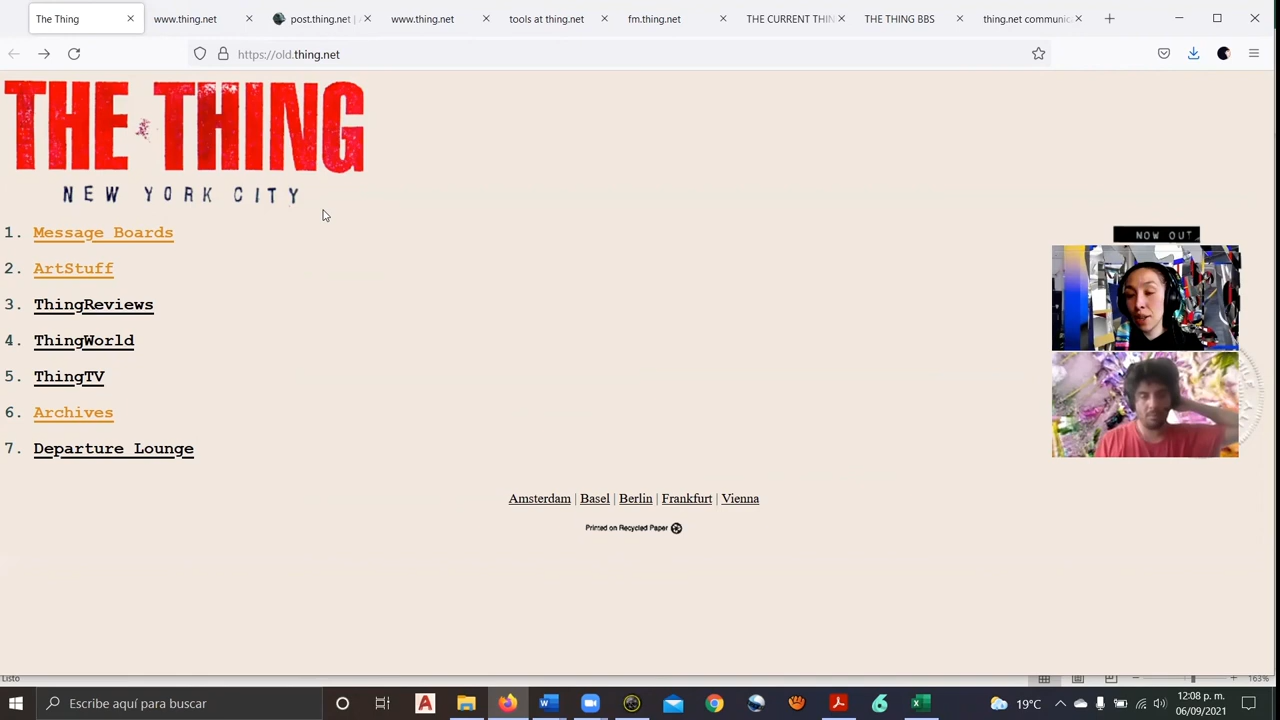 The Thing
www.thing.net
post.thing.net | A
www.thing.net
tools at thing.net
fm.thing.net
THE CURRENT THIN
THE THING BBS
thing.net communic
https://old.thing.net
THE THING
NEW YORK CITY
1. Message Boards
2. ArtStuff
3. ThingReviews
4. ThingWorld
5. ThingTV
6. Archives
7. Departure Lounge
NOW OUT
Amsterdam | Basel | Berlin | Frankfurt | Vienna
Printed on Recycled Paper
Listo
163%
Escribe aquí para buscar
19°C
12:08 p. m.
06/09/2021